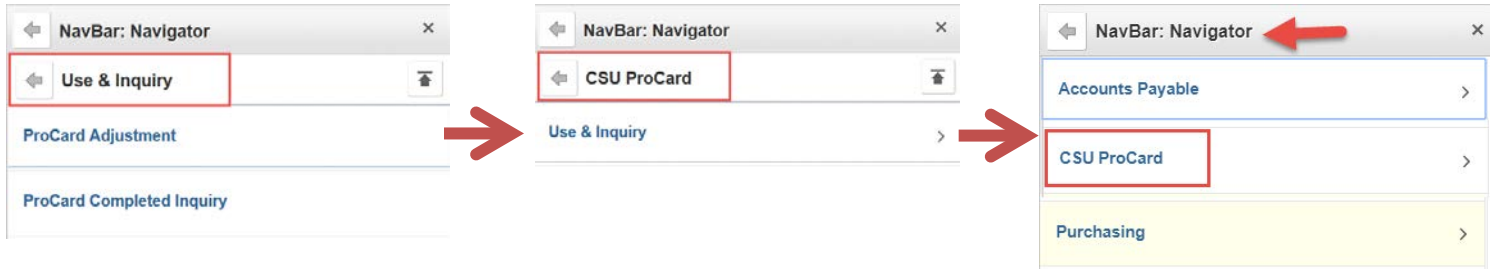 NavBar: Navigator
Use & Inquiry
ProCard Adjustment
ProCard Completed Inquiry
NavBar: Navigator
CSU ProCard
Use & Inquiry
NavBar: Navigator
Accounts Payable
CSU ProCard
Purchasing